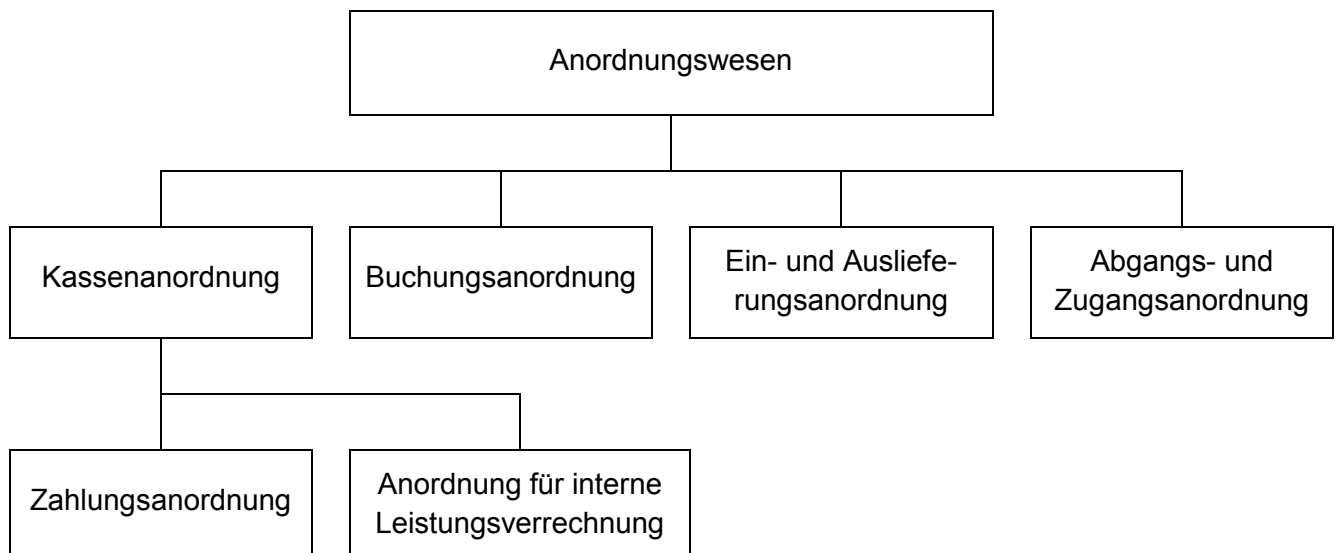 Anordnungswesen
Kassenanordnung
Buchungsanordnung
Ein- und Ausliefe-
rungsanordnung
Abgangs- und
Zugangsanordnung
Zahlungsanordnung
Anordnung für interne
Leistungsverrechnung